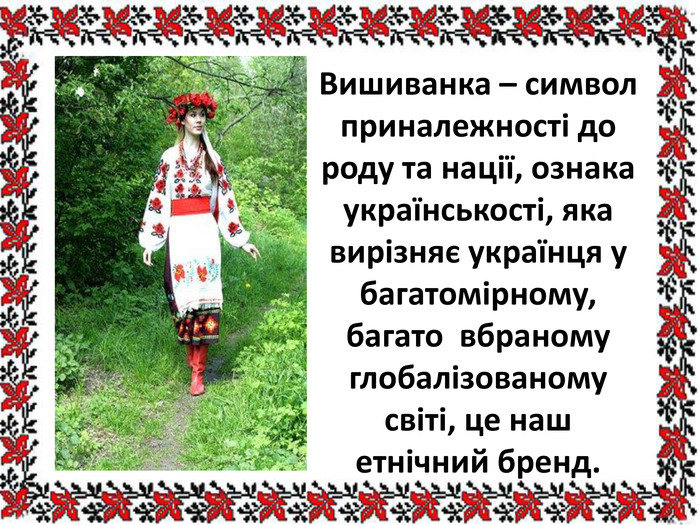 Вишиванка – символ
приналежності до
роду та нації, ознака
українськості, яка
вирізняє українця у
багатомірному,
багато  вбраному
глобалізованому
світі, це наш
етнічний бренд.